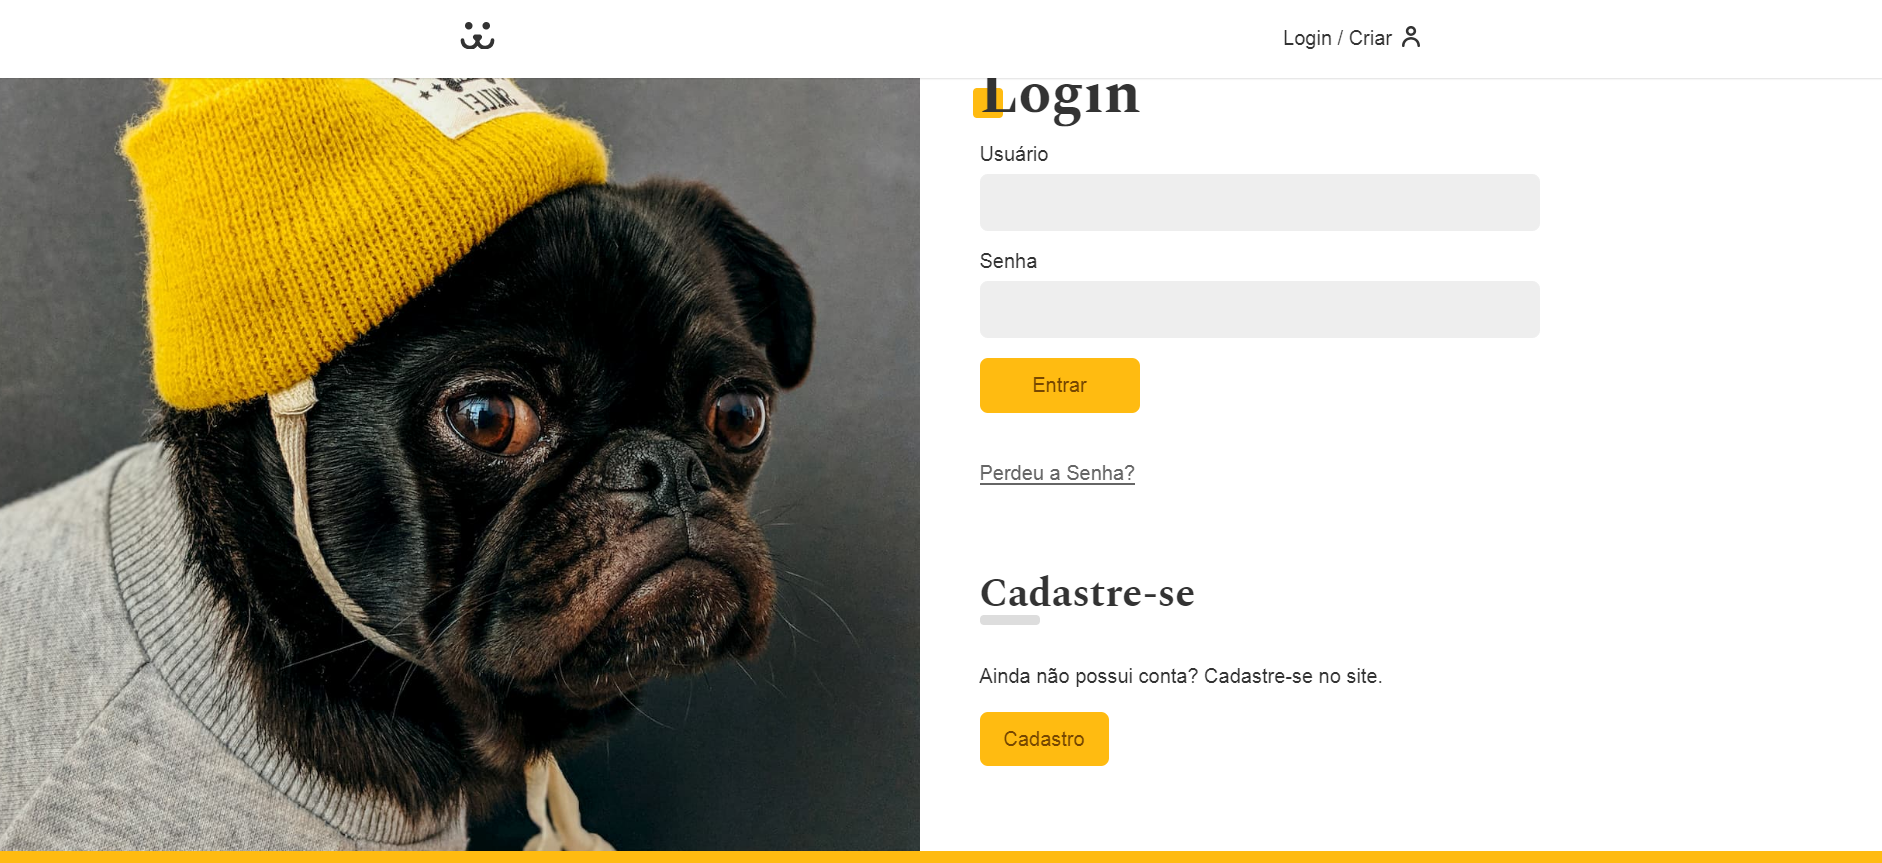 Login / Criar
Login
Usuário
Senha
Entrar
Perdeu a Senha?
Cadastre-se
Ainda não possui conta? Cadastre-se no site.
Cadastro